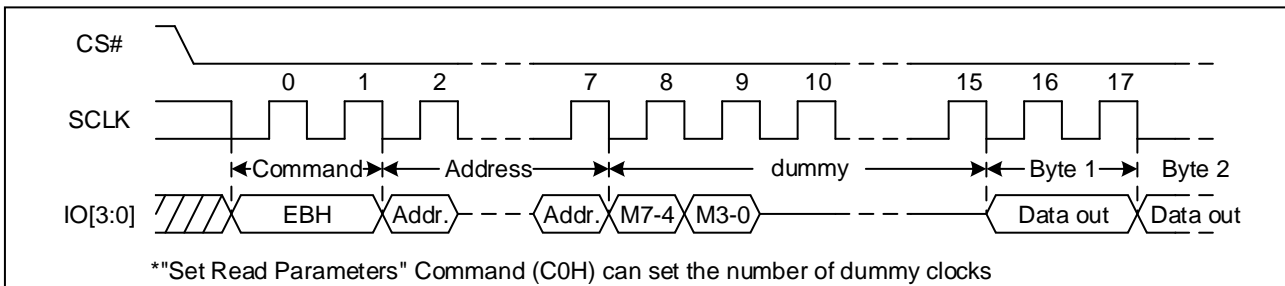 CS#
0 1 2 7 8 9 10 15 16 17
SCLK
Command Address dummy Byte 1 Byte 2
IO[3:0] EBH Addr. Addr. M7-4 M3-0 Data out Data out
*"Set Read Parameters" Command (C0H) can set the number of dummy clocks